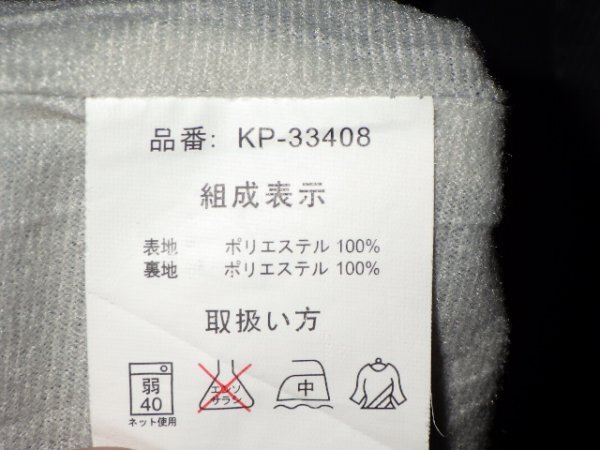 品番: KP-33408
組成表示
表地 ポリエステル 100%
裏地 ポリエステル 100%
取扱い方
弱 40 ネット使用
エンソ サラシ
中